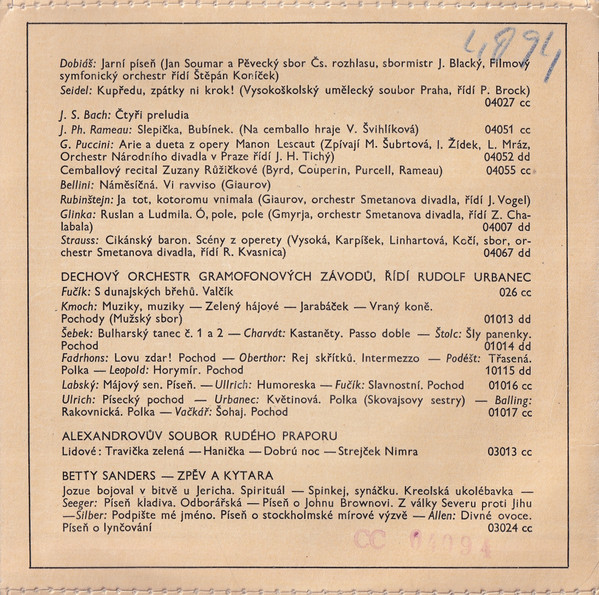 4894
Dobiáš: Jarní píseň (Jan Soumar a Pěvecký sbor Čs. rozhlasu, sbormistr J. Blacký, Filmový
symfonický orchestr řídí Štěpán Koníček)
Seidel: Kupředu, zpátky ni krok! (Vysokoškolský umělecký soubor Praha, řídí P. Brock)
04027 cc
J. S. Bach: Čtyři preludia
J. Ph. Rameau: Slepička, Bubínek. (Na cemballo hraje V. Švihlíková) 04051 cc
G. Puccini: Arie a dueta z opery Manon Lescaut (Zpívají M. Šubrtová, I. Žídek, L. Mráz,
Orchestr Národního divadla v Praze řídí J. H. Tichý) 04052 dd
Cemballový recital Zuzany Růžičkové (Byrd, Couperin, Purcell, Rameau) 04055 cc
Bellini: Náměsíčná. Vi ravviso (Giaurov)
Rubinštejn: Ja tot, kotoromu vnimala (Giaurov, orchestr Smetanova divadla, řídí J. Vogel)
Glinka: Ruslan a Ludmila. Ó, pole, pole (Gmyrja, orchestr Smetanova divadla, řídí Z. Cha-
labala) 04007 dd
Strauss: Cikánský baron. Scény z operety (Vysoká, Karpíšek, Linhartová, Kočí, sbor, or-
chestr Smetanova divadla, řídí R. Kvasnica) 04067 dd
DECHOVÝ ORCHESTR GRAMOFONOVÝCH ZÁVODŮ, ŘÍDÍ RUDOLF URBANEC
Fučík: S dunajských břehů. Valčík 026 cc
Kmoch: Muziky, muziky — Zelený hájové — Jarabáček — Vraný koně.
Pochody (Mužský sbor) 01013 dd
Šebek: Bulharský tanec č. 1 a 2 — Charvát: Kastaněty. Passo doble — Štolc: Šly panenky.
Pochod 01014 dd
Fadrhons: Lovu zdar! Pochod — Oberthor: Rej skřítků. Intermezzo — Podéšt: Třasená.
Polka — Leopold: Horymír. Pochod 10115 dd
Labský: Májový sen. Píseň. — Ullrich: Humoreska — Fučík: Slavnostní. Pochod 01016 cc
Ulrich: Písecký pochod — Urbanec: Květinová. Polka (Skovajsovy sestry) — Balling:
Rakovnická. Polka — Vačkář: Šohaj. Pochod 01017 cc
ALEXANDROVŮV SOUBOR RUDÉHO PRAPORU
Lidové: Travička zelená — Hanička — Dobrú noc — Strejček Nimra 03013 cc
BETTY SANDERS — ZPĚV A KYTARA
Jozue bojoval v bitvě u Jericha. Spirituál — Spinkej, synáčku. Kreolská ukolébavka —
Seeger: Píseň kladiva. Odborářská — Píseň o Johnu Brownovi. Z války Severu proti Jihu
— Silber: Podpište mé jméno. Píseň o stockholmské mírové výzvě — Allen: Divné ovoce.
Píseň o lynčování 03024 cc
CC 04094